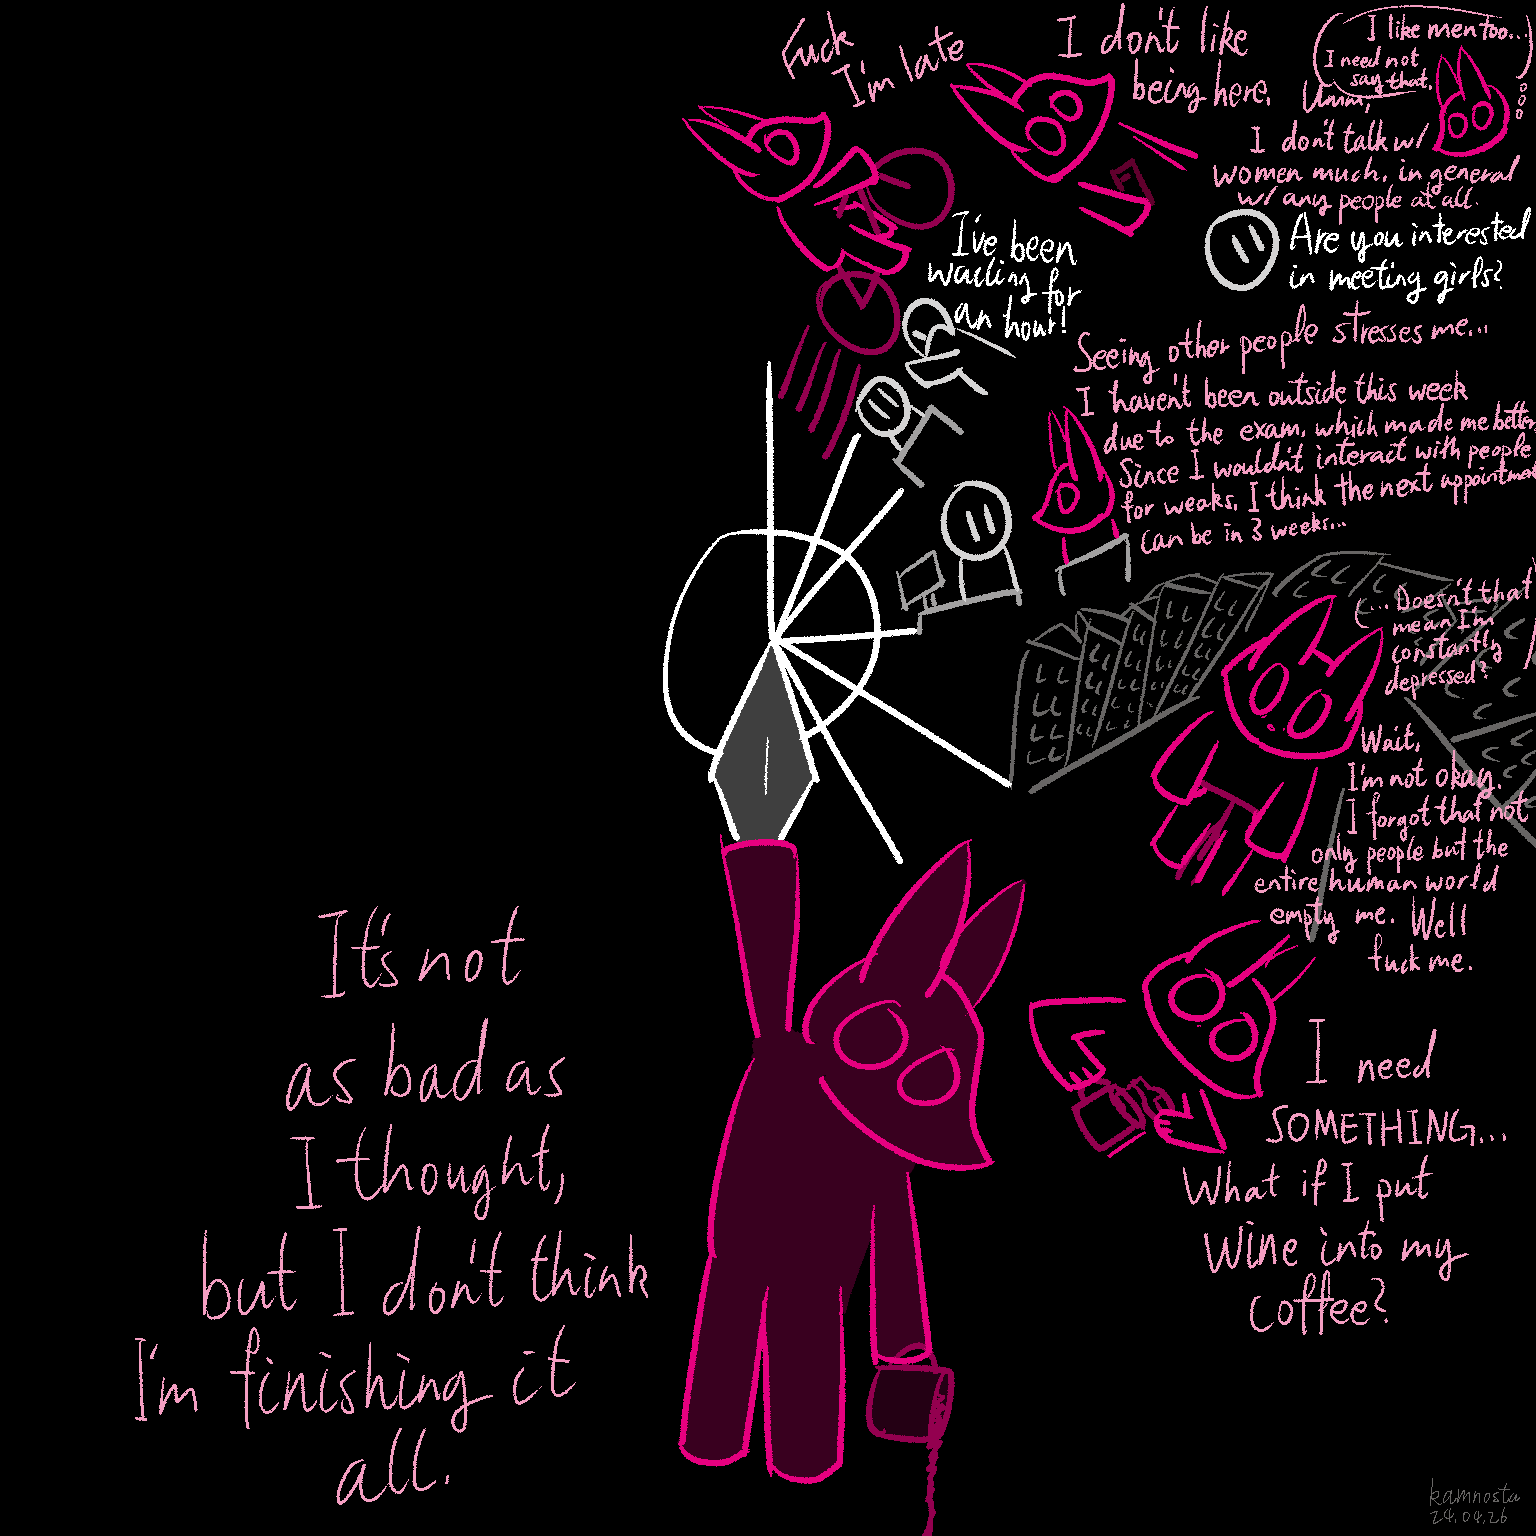 Fuck
I'm late
I don't like
being here.
I like men too...
I need not
say that.
Umm,
I don't talk w/
women much, in general
w/ any people at all.
Are you interested
in meeting girls?
I've been
waiting for
an hour!
Seeing other people stresses me...
I haven't been outside this week
due to the exam, which made me better.
Since I wouldn't interact with people
for weaks, I think the next appointment
can be in 3 weeks...
(... Doesn't that
mean I'm
constantly
depressed?
Wait,
I'm not okay.
I forgot that not
only people but the
entire human world
empty me. Well
fuck me.
I need
SOMETHING...
What if I put
wine into my
coffee?
It's not
as bad as
I thought,
but I don't think
I'm finishing it
all.
kamnosta
24.04.26